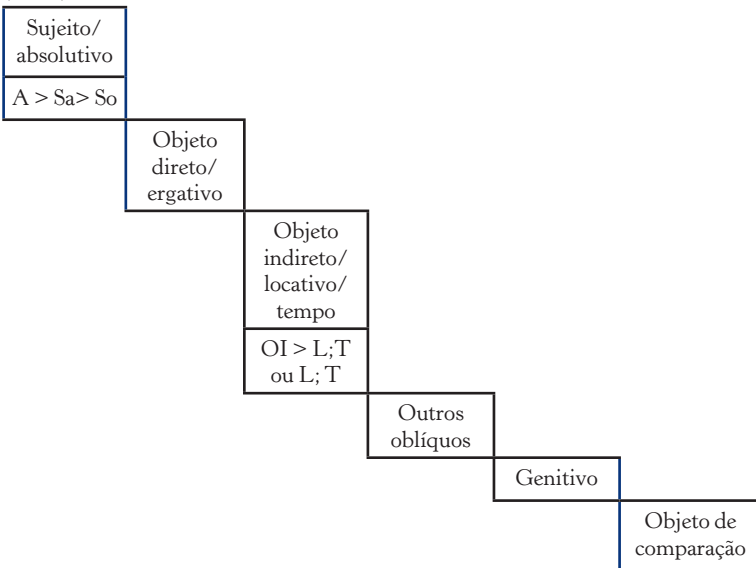 Sujeito/
absolutivo
A > Sa> So
Objeto
direto/
ergativo
Objeto
indireto/
locativo/
tempo
OI > L;T
ou L; T
Outros
oblíquos
Genitivo
Objeto de
comparação